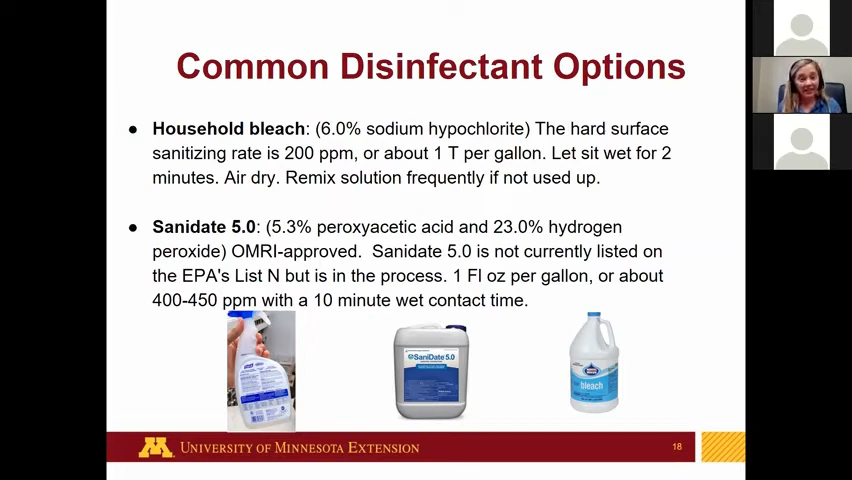 Common Disinfectant Options
● Household bleach: (6.0% sodium hypochlorite) The hard surface
sanitizing rate is 200 ppm, or about 1 T per gallon. Let sit wet for 2
minutes. Air dry. Remix solution frequently if not used up.
● Sanidate 5.0: (5.3% peroxyacetic acid and 23.0% hydrogen
peroxide) OMRI-approved.  Sanidate 5.0 is not currently listed on
the EPA's List N but is in the process. 1 Fl oz per gallon, or about
400-450 ppm with a 10 minute wet contact time.
SaniDate 5.0
bleach
M UNIVERSITY OF MINNESOTA EXTENSION
18